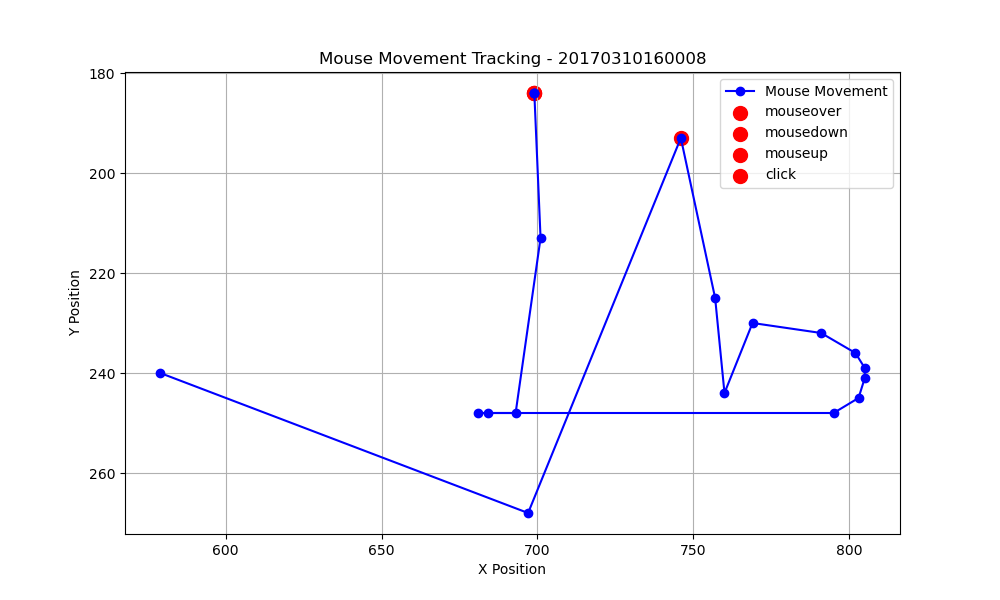 Mouse Movement Tracking - 20170310160008
Mouse Movement
mouseover
mousedown
mouseup
click
Y Position
180
200
220
240
260
600
650
700
750
800
X Position